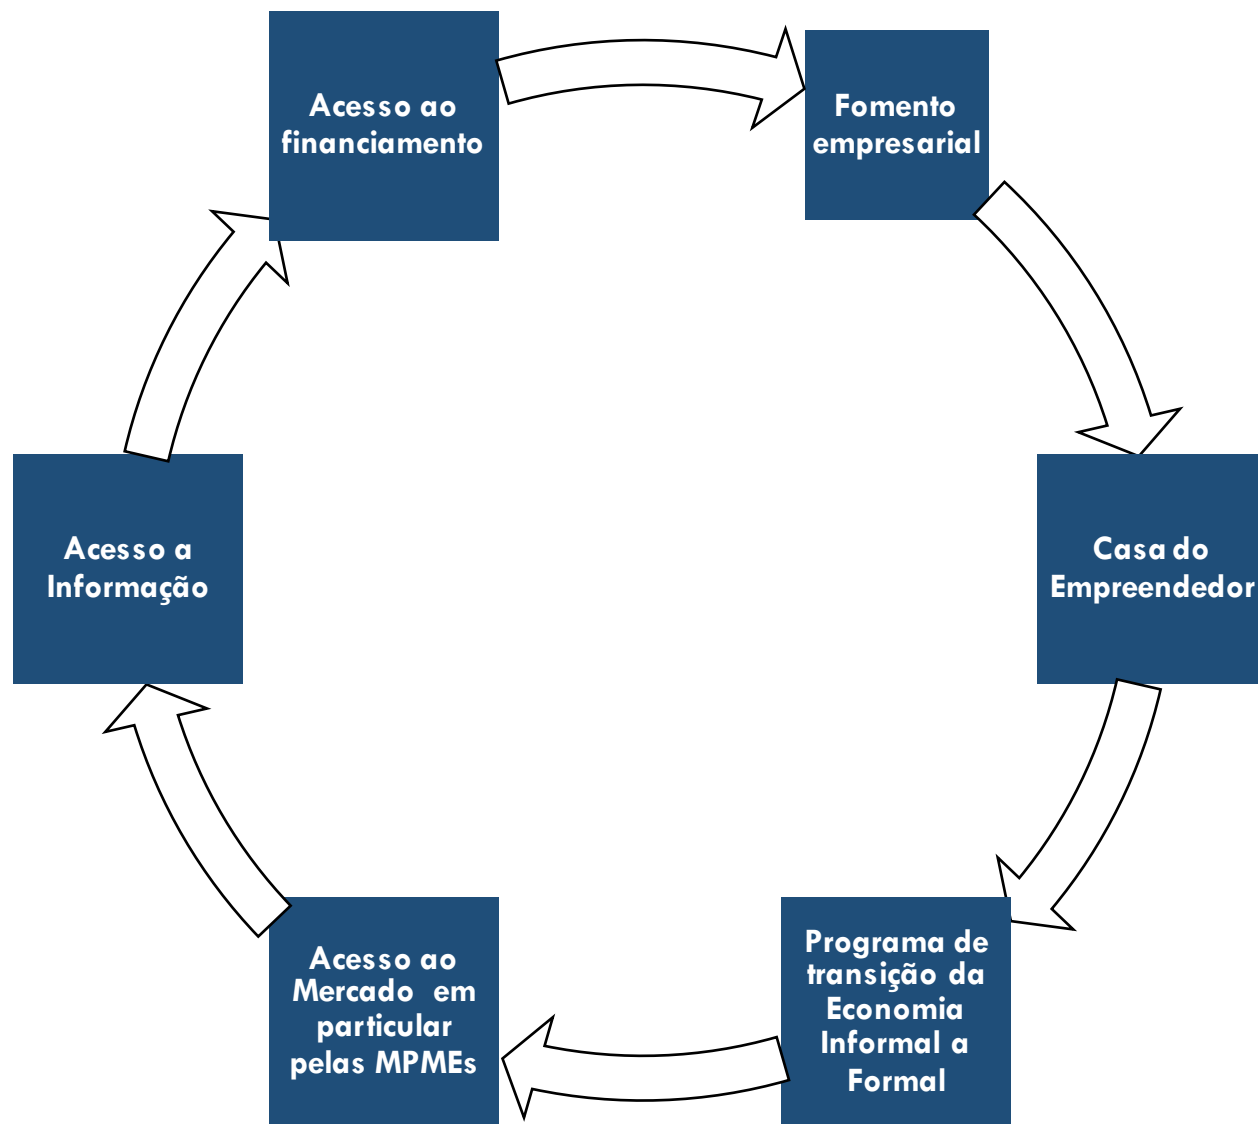 Acesso ao
financiamento
Fomento
empresarial
Casa do
Empreendedor
Programa de
transição da
Economia
Informal a
Formal
Acesso ao
Mercado em
particular
pelas MPMEs
Acesso a
Informação